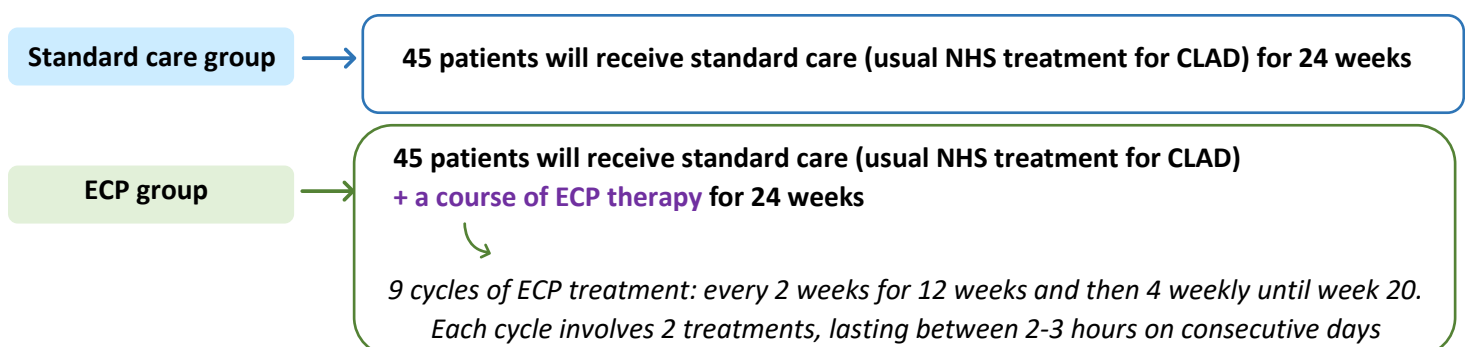 Standard care group
45 patients will receive standard care (usual NHS treatment for CLAD) for 24 weeks
ECP group
45 patients will receive standard care (usual NHS treatment for CLAD)
+ a course of ECP therapy for 24 weeks
9 cycles of ECP treatment: every 2 weeks for 12 weeks and then 4 weekly until week 20.
Each cycle involves 2 treatments, lasting between 2-3 hours on consecutive days